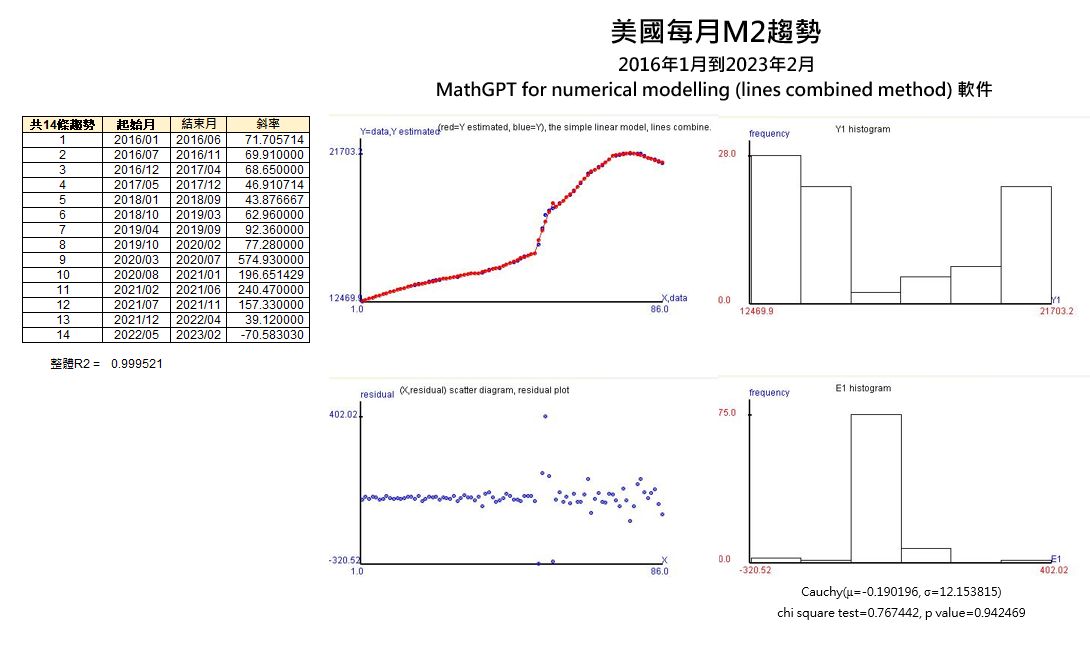 美國每月M2趨勢
2016年1月到2023年2月
MathGPT for numerical modelling (lines combined method) 軟件
共14條趨勢 起始月 結束月 斜率
1 2016/01 2016/06 71.705714
2 2016/07 2016/11 69.910000
3 2016/12 2017/04 68.650000
4 2017/05 2017/12 46.910714
5 2018/01 2018/09 43.876667
6 2018/10 2019/03 62.960000
7 2019/04 2019/09 92.360000
8 2019/10 2020/02 77.280000
9 2020/03 2020/07 574.930000
10 2020/08 2021/01 196.651429
11 2021/02 2021/06 240.470000
12 2021/07 2021/11 157.330000
13 2021/12 2022/04 39.120000
14 2022/05 2023/02 -70.583030
整體R2 = 0.999521
Y=data,Y estimated
(red=Y estimated, blue=Y), the simple linear model, lines combine.
21703.2
12469.9
X,data
1.0 86.0
frequency
Y1 histogram
28.0
0.0
Y1
12469.9 21703.2
residual
(X,residual) scatter diagram, residual plot
402.02
-320.52
X
1.0 86.0
frequency
E1 histogram
75.0
0.0
E1
-320.52 402.02
Cauchy(μ=-0.190196, σ=12.153815)
chi square test=0.767442, p value=0.942469